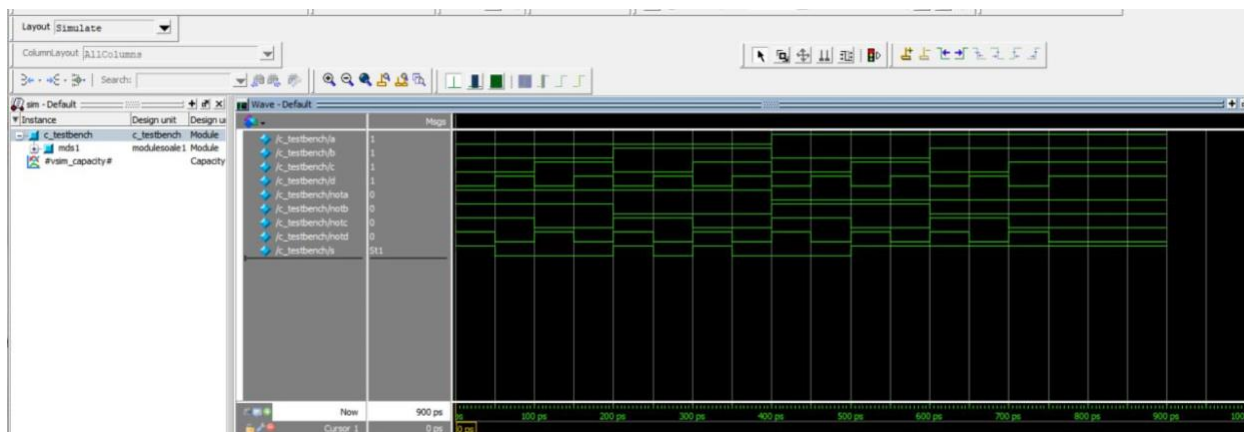 Layout Simulate
ColumnLayout AllColumns
Search:
sim - Default
Instance Design unit Design u
c_testbench c_testbench Module
mds1 modulesoale1 Module
#vsim_capacity# Capacity
Wave - Default
Msgs
/c_testbench/a 1
/c_testbench/b 1
/c_testbench/c 1
/c_testbench/d 1
/c_testbench/nota 0
/c_testbench/notb 0
/c_testbench/notc 0
/c_testbench/notd 0
/c_testbench/s St1
Now 900 ps
ps 100 ps 200 ps 300 ps 400 ps 500 ps 600 ps 700 ps 800 ps 900 ps 100
Cursor 1 0 ps 0 ps